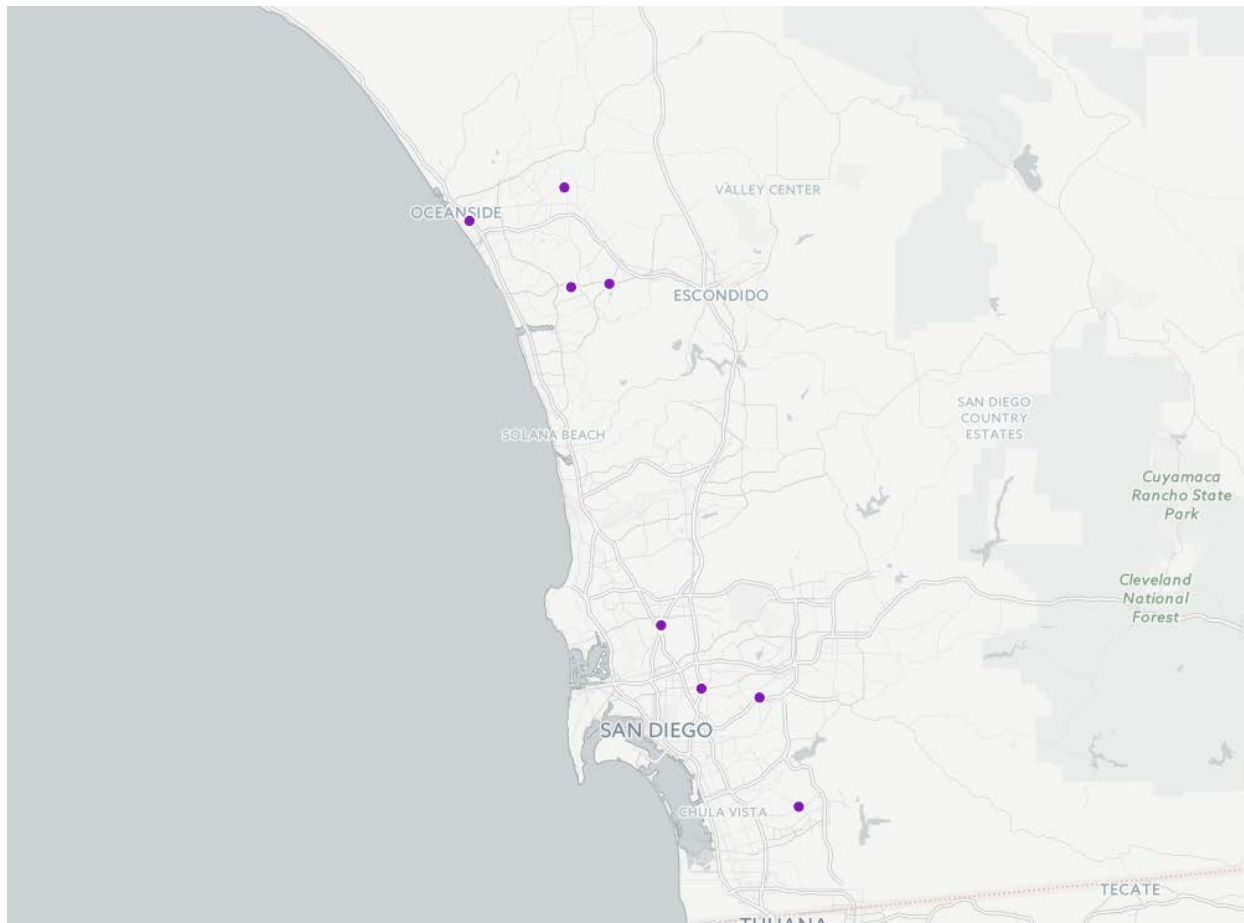 VALLEY CENTER
OCEANSIDE
ESCONDIDO
SAN DIEGO
COUNTRY
ESTATES
SOLANA BEACH
Cuyamaca
Rancho State
Park
Cleveland
National
Forest
SAN DIEGO
CHULA VISTA
TECATE
TIJUANA